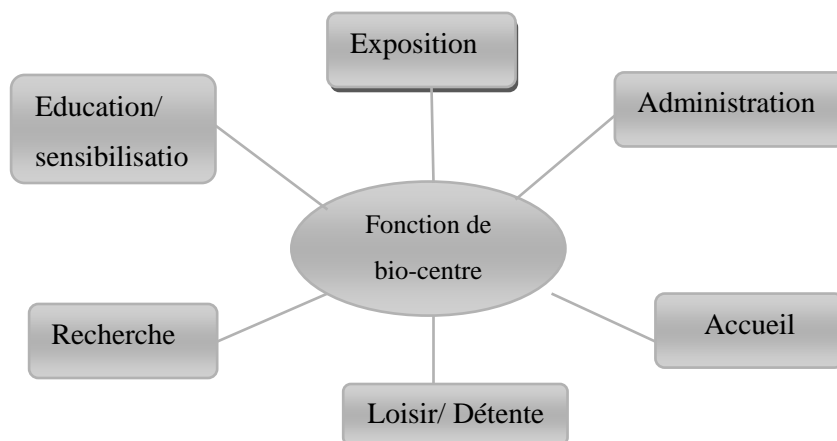 Exposition
Education/
sensibilisatio
Administration
Fonction de
bio-centre
Recherche
Accueil
Loisir/ Détente